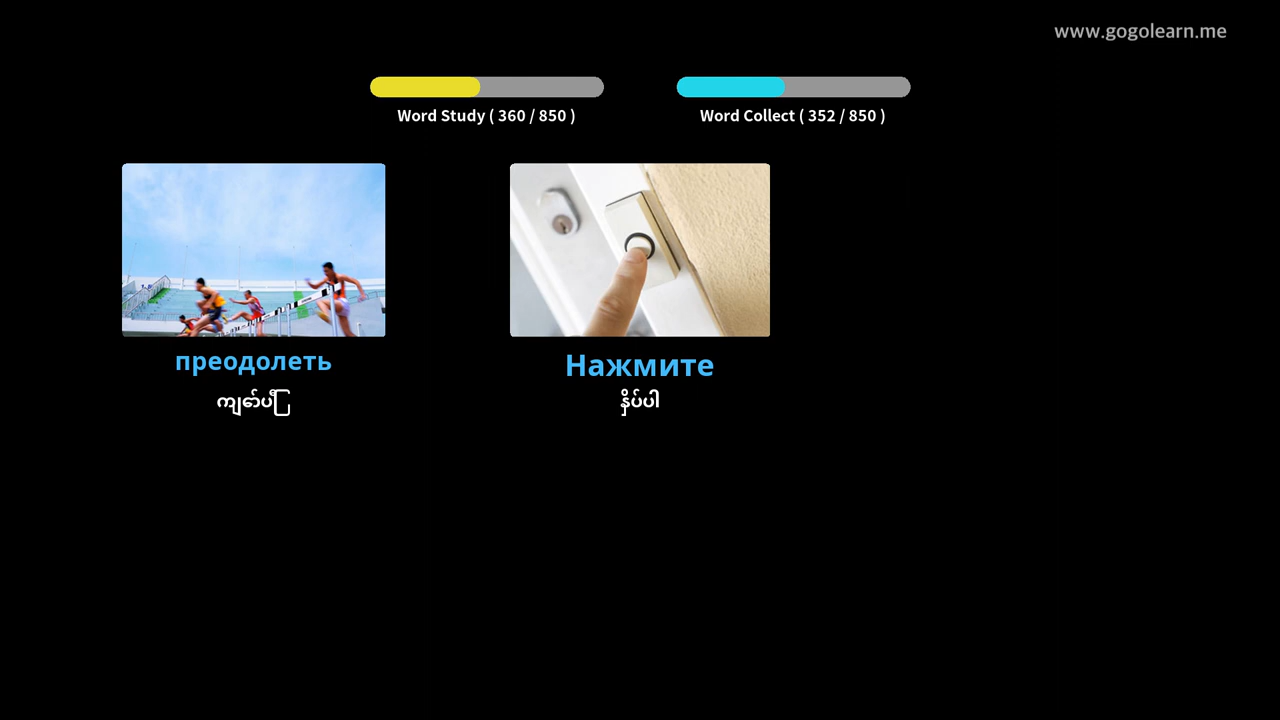 www.gogolearn.me
Word Study ( 360 / 850 )
Word Collect ( 352 / 850 )
преодолеть
Нажмите
ကျော်ပြီ
နှိပ်ပါ